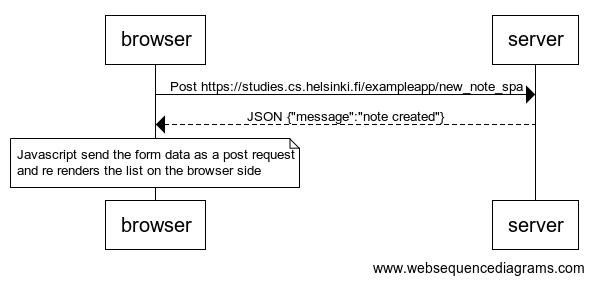 browser
server
Post https://studies.cs.helsinki.fi/exampleapp/new_note_spa
JSON {"message":"note created"}
Javascript send the form data as a post request
and re renders the list on the browser side
browser
server
www.websequencediagrams.com